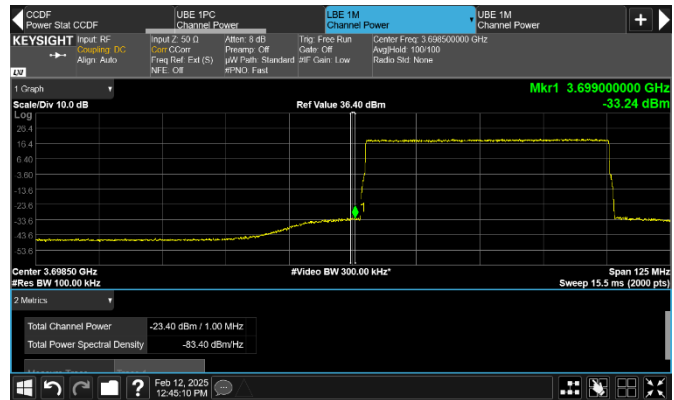 CCDF
Power Stat CCDF
UBE 1PC
Channel Power
LBE 1M
Channel Power
UBE 1M
Channel Power
KEYSIGHT
Input: RF
Coupling: DC
Align: Auto
Input Z: 50 Ω
Corr CCorr
Freq Ref: Ext (S)
NFE: Off
Atten: 8 dB
Preamp: Off
µW Path: Standard
#PNO: Fast
Trig: Free Run
Gate: Off
#IF Gain: Low
Center Freq: 3.698500000 GHz
Avg|Hold: 100/100
Radio Std: None
LXI
1 Graph
Mkr1 3.699000000 GHz
Scale/Div 10.0 dB
Ref Value 36.40 dBm
-33.24 dBm
Log
26.4
16.4
6.40
-3.60
-13.6
-23.6
-33.6
-43.6
-53.6
1
Center 3.69850 GHz
#Video BW 300.00 kHz*
Span 125 MHz
#Res BW 100.00 kHz
Sweep 15.5 ms (2000 pts)
2 Metrics
Total Channel Power -23.40 dBm / 1.00 MHz
Total Power Spectral Density -83.40 dBm/Hz
Measure Trace
?
Feb 12, 2025
12:45:10 PM